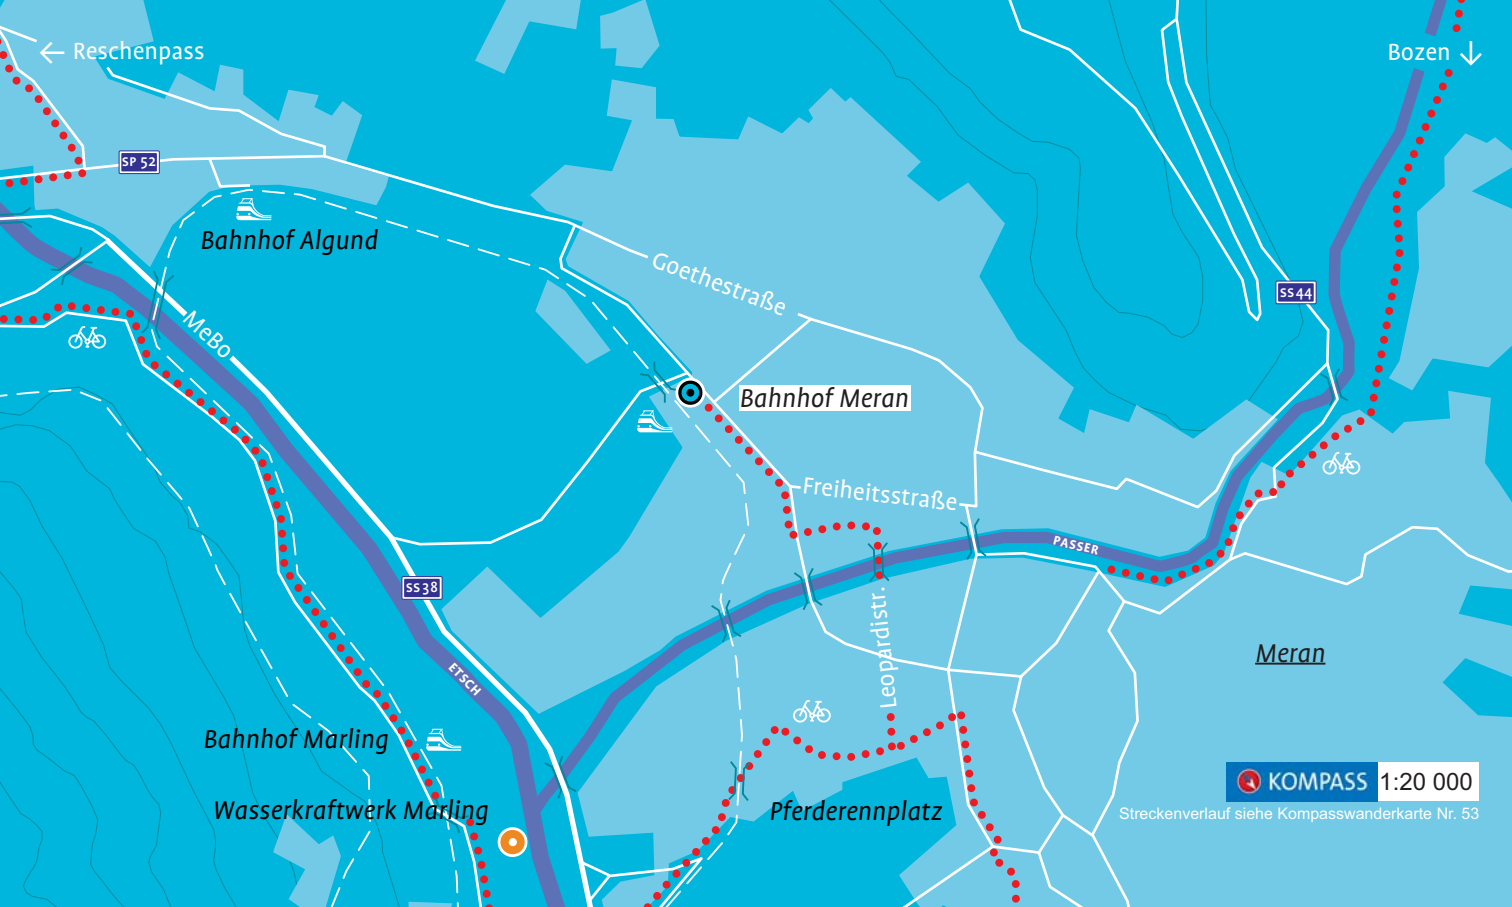 ← Reschenpass
Bozen ↓
SP 52
Bahnhof Algund
Goethestraße
SS44
MeBo
Bahnhof Meran
Freiheitsstraße
PASSER
SS38
Leopardistr.
Meran
ETSCH
Bahnhof Marling
KOMPASS 1:20 000
Wasserkraftwerk Marling
Pferderennplatz
Streckenverlauf siehe Kompasswanderkarte Nr. 53